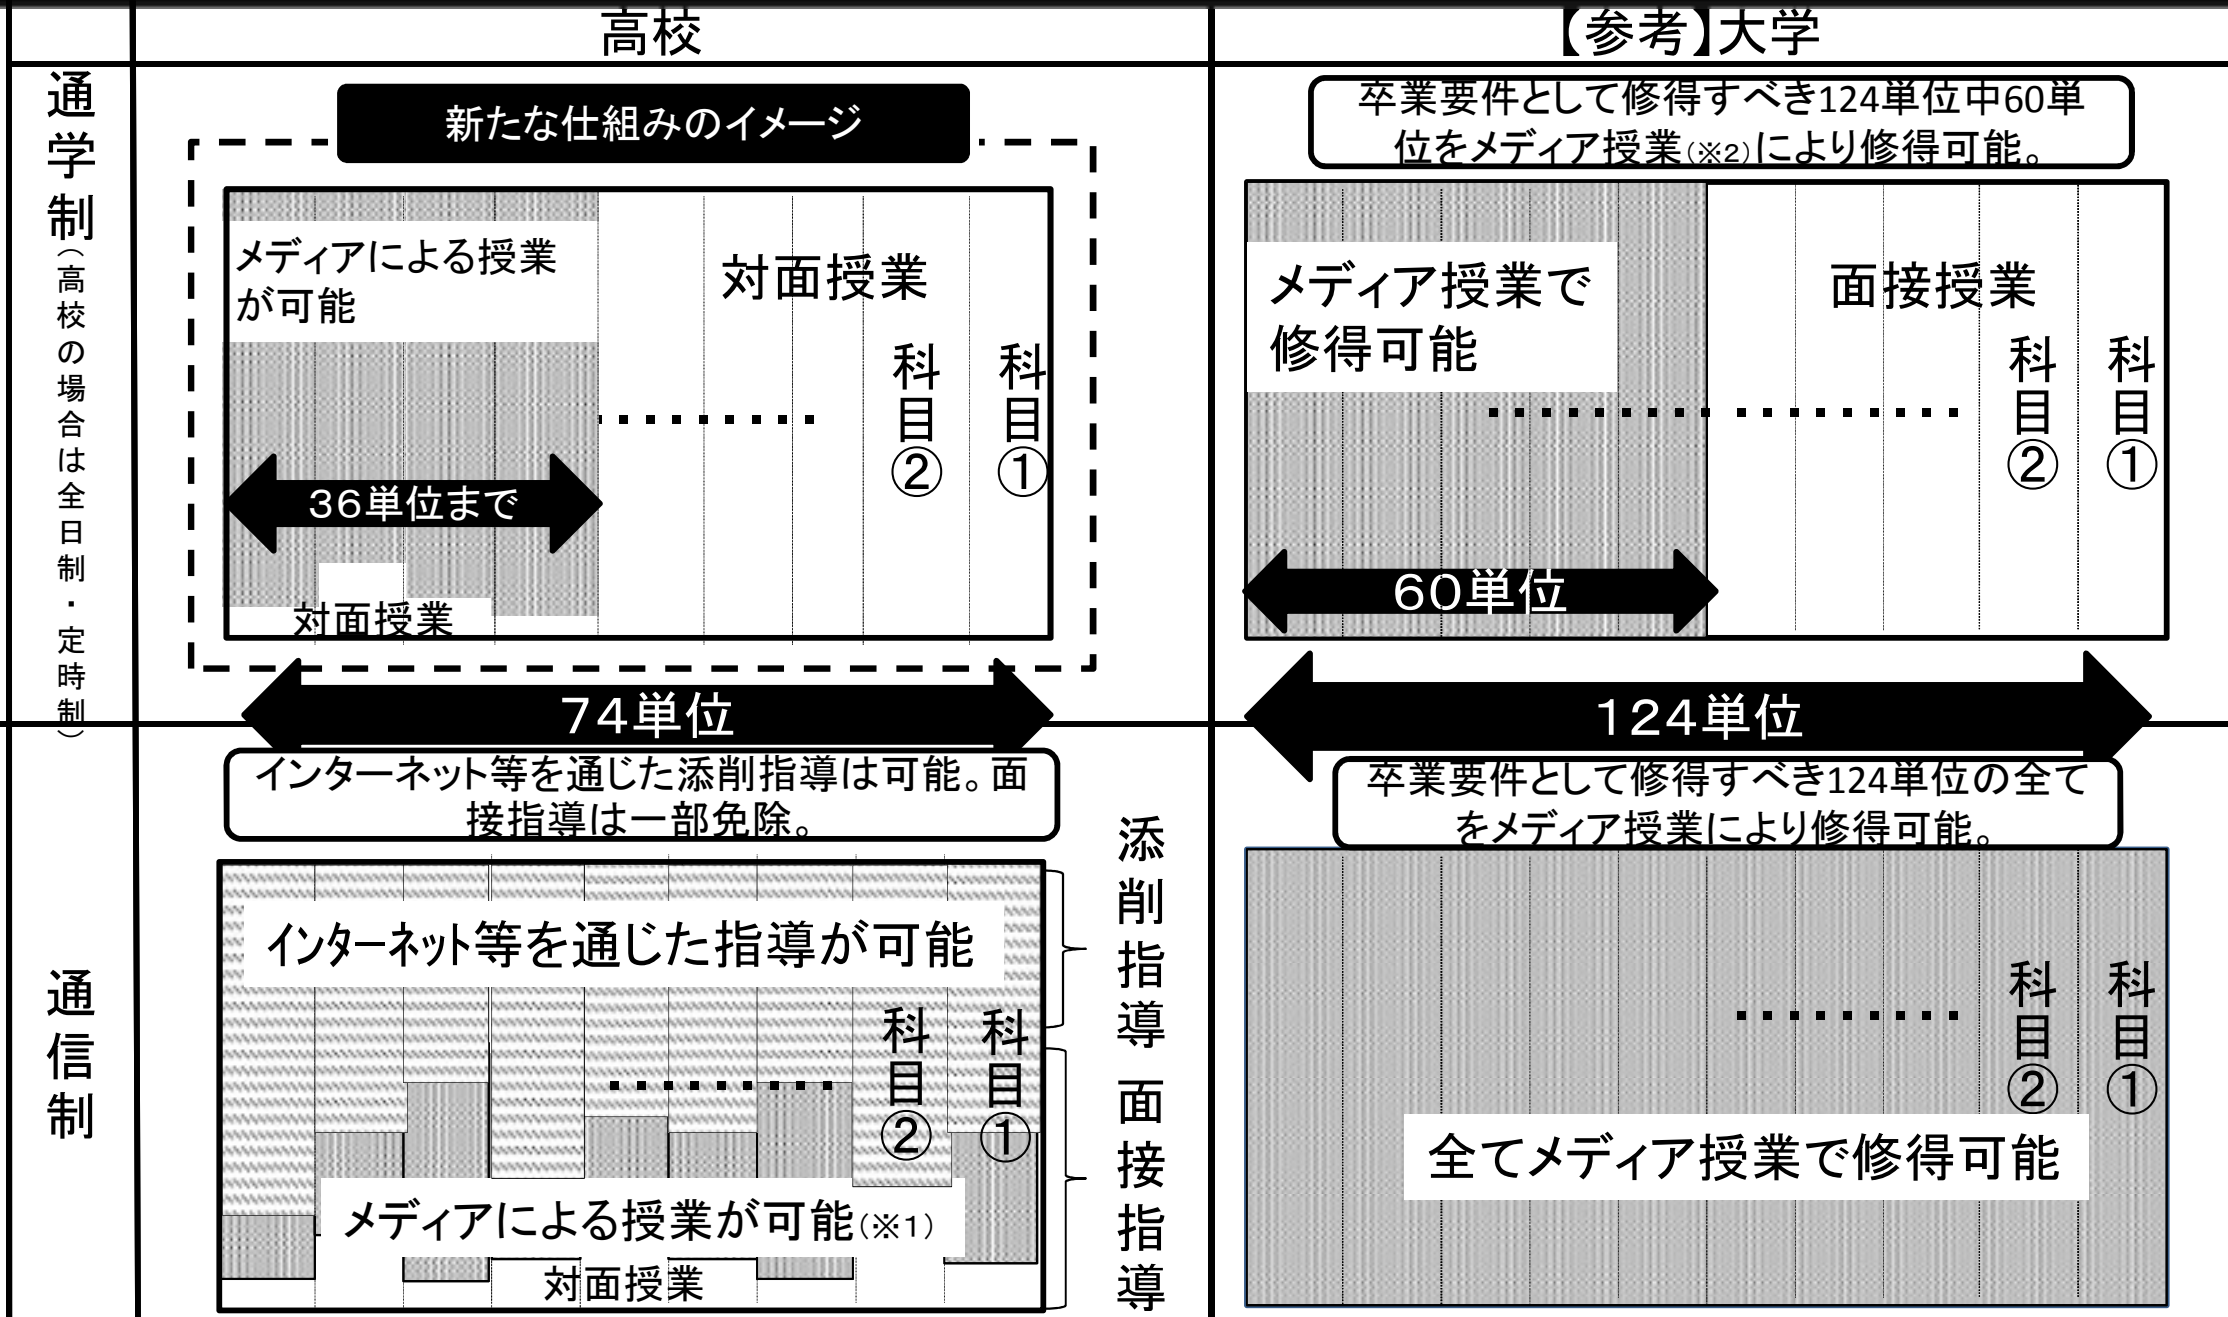 高校
【参考】大学
通学制(高校の場合は全日制・定時制)
新たな仕組みのイメージ
メディアによる授業
が可能
対面授業
科目②
科目①
36単位まで
対面授業
74単位
卒業要件として修得すべき124単位中60単
位をメディア授業(※2)により修得可能。
メディア授業で
修得可能
面接授業
科目②
科目①
60単位
124単位
通信制
インターネット等を通じた添削指導は可能。面
接指導は一部免除。
インターネット等を通じた指導が可能
科目②
科目①
メディアによる授業が可能(※1)
対面授業
添削指導
面接指導
卒業要件として修得すべき124単位の全て
をメディア授業により修得可能。
科目②
科目①
全てメディア授業で修得可能